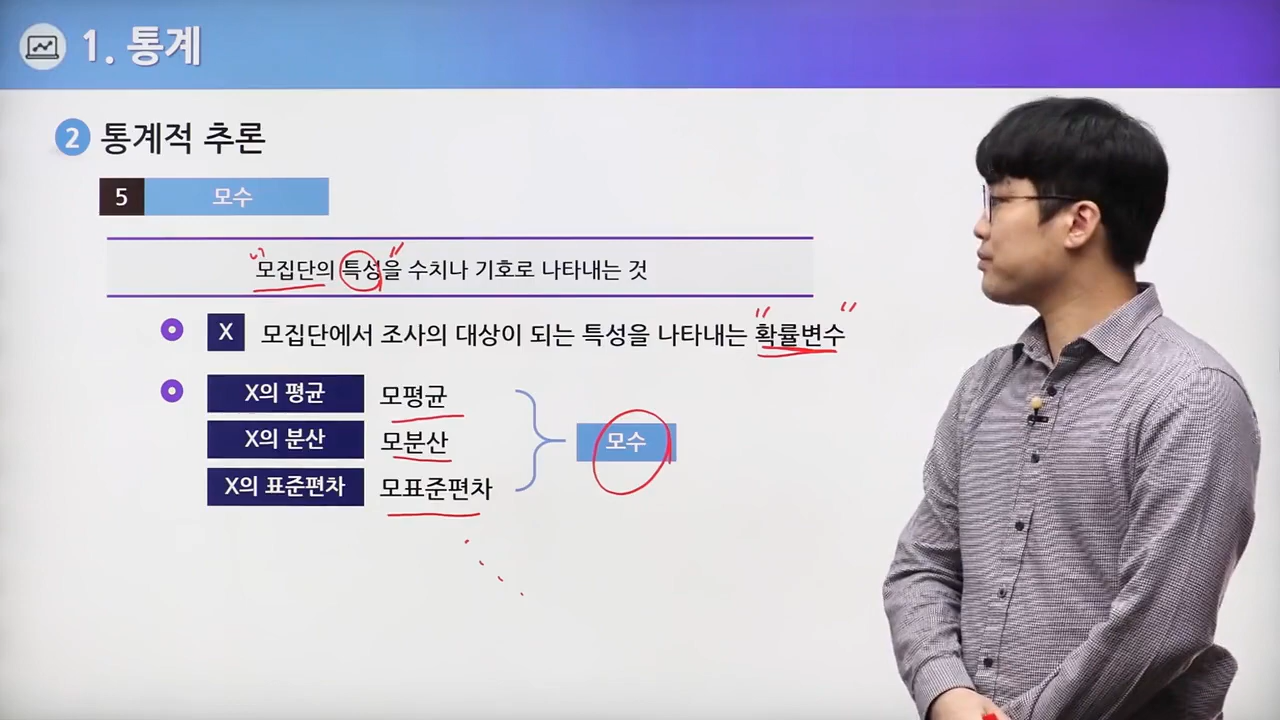 1. 통계
2 통계적 추론
5 모수
모집단의 특성을 수치나 기호로 나타내는 것
X 모집단에서 조사의 대상이 되는 특성을 나타내는 확률변수
X의 평균 모평균
X의 분산 모분산
모수
X의 표준편차 모표준편차